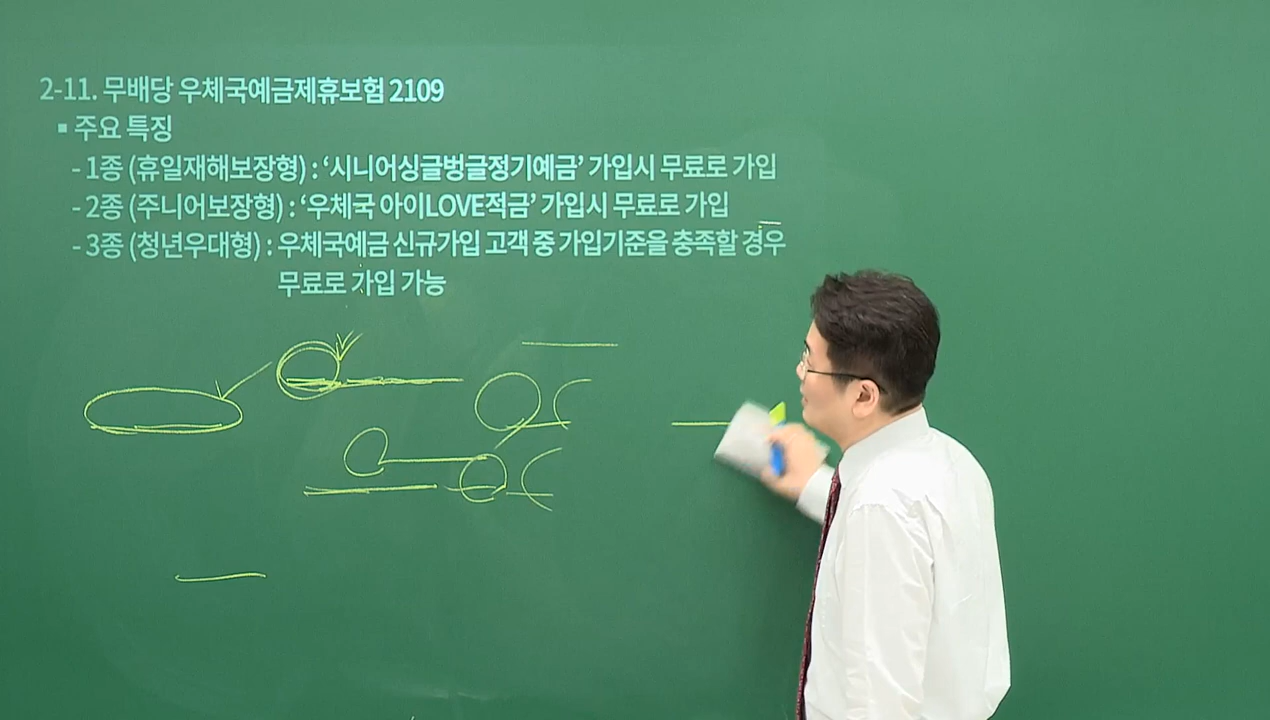 2-11. 무배당 우체국예금제휴보험 2109
▪ 주요 특징
- 1종 (휴일재해보장형) : ‘시니어싱글벙글정기예금’ 가입시 무료로 가입
- 2종 (주니어보장형) : ‘우체국 아이LOVE적금’ 가입시 무료로 가입
- 3종 (청년우대형) : 우체국예금 신규가입 고객 중 가입기준을 충족할 경우
무료로 가입 가능